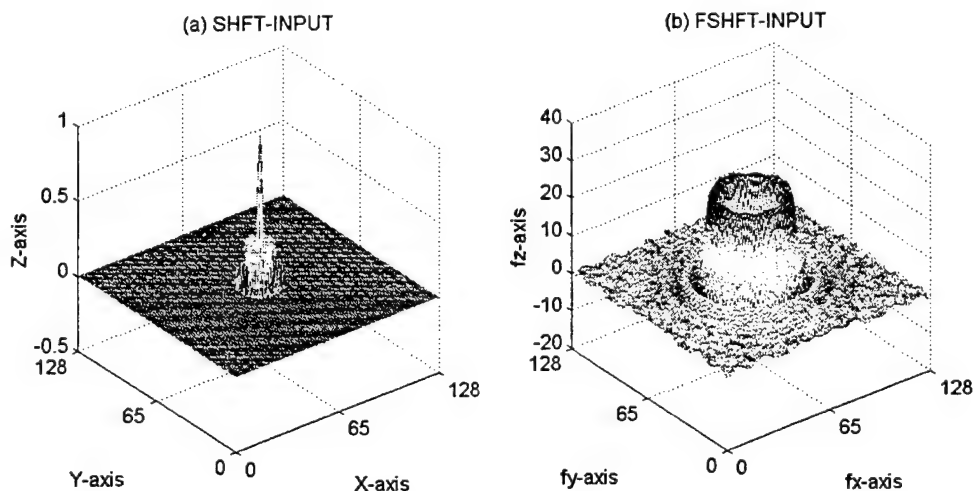 (a) SHFT-INPUT
1
0.5
0
-0.5
Z-axis
128
65
0
Y-axis
0
65
128
X-axis
(b) FSHFT-INPUT
40
30
20
10
0
-10
-20
fz-axis
128
65
0
fy-axis
0
65
128
fx-axis